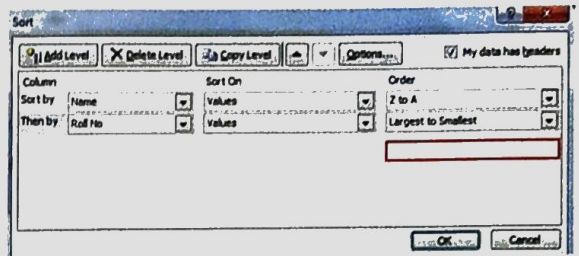 Sort
Add Level Delete Level Copy Level Options... My data has headers
Column Sort On Order
Sort by Name Values Z to A
Then by Roll No Values Largest to Smallest
OK Cancel